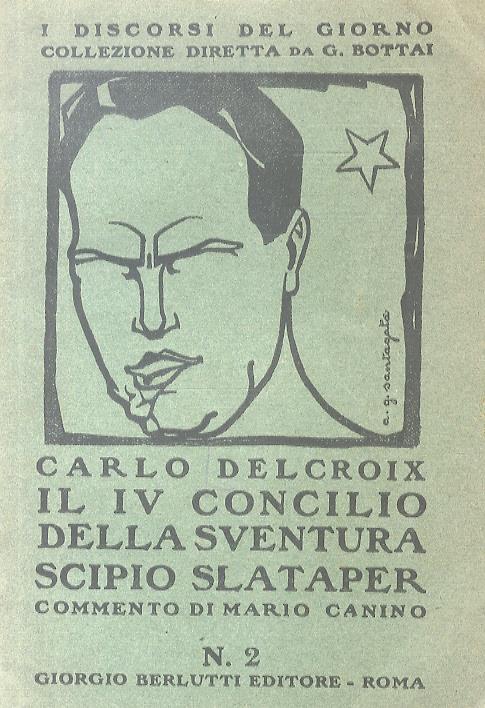 I DISCORSI DEL GIORNO
COLLEZIONE DIRETTA DA G. BOTTAI
a. g. santagata
CARLO DELCROIX
IL IV CONCILIO
DELLA SVENTURA
SCIPIO SLATAPER
COMMENTO DI MARIO CANINO
N. 2
GIORGIO BERLUTTI EDITORE - ROMA